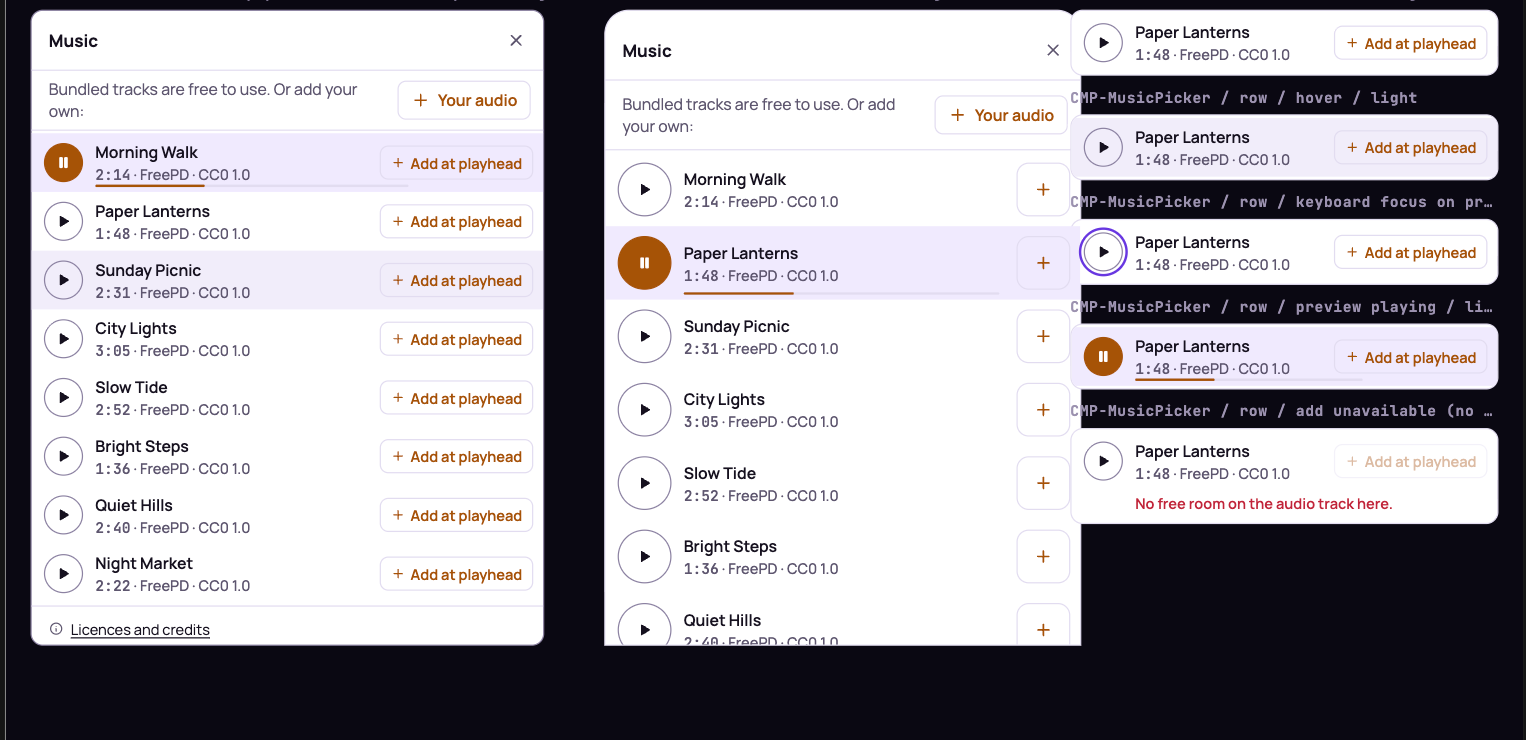 Music
Bundled tracks are free to use. Or add your
own:
+ Your audio
Morning Walk
2:14 · FreePD · CC0 1.0
+ Add at playhead
Paper Lanterns
1:48 · FreePD · CC0 1.0
+ Add at playhead
Sunday Picnic
2:31 · FreePD · CC0 1.0
+ Add at playhead
City Lights
3:05 · FreePD · CC0 1.0
+ Add at playhead
Slow Tide
2:52 · FreePD · CC0 1.0
+ Add at playhead
Bright Steps
1:36 · FreePD · CC0 1.0
+ Add at playhead
Quiet Hills
2:40 · FreePD · CC0 1.0
+ Add at playhead
Night Market
2:22 · FreePD · CC0 1.0
+ Add at playhead
Licences and credits
Music
Bundled tracks are free to use. Or add
your own:
+ Your audio
Morning Walk
2:14 · FreePD · CC0 1.0
+
Paper Lanterns
1:48 · FreePD · CC0 1.0
+
Sunday Picnic
2:31 · FreePD · CC0 1.0
+
City Lights
3:05 · FreePD · CC0 1.0
+
Slow Tide
2:52 · FreePD · CC0 1.0
+
Bright Steps
1:36 · FreePD · CC0 1.0
+
Quiet Hills
2:40 · FreePD · CC0 1.0
+
Paper Lanterns
1:48 · FreePD · CC0 1.0
+ Add at playhead
CMP-MusicPicker / row / hover / light
Paper Lanterns
1:48 · FreePD · CC0 1.0
+ Add at playhead
CMP-MusicPicker / row / keyboard focus on pr…
Paper Lanterns
1:48 · FreePD · CC0 1.0
+ Add at playhead
CMP-MusicPicker / row / preview playing / li…
Paper Lanterns
1:48 · FreePD · CC0 1.0
+ Add at playhead
CMP-MusicPicker / row / add unavailable (no …
Paper Lanterns
1:48 · FreePD · CC0 1.0
+ Add at playhead
No free room on the audio track here.